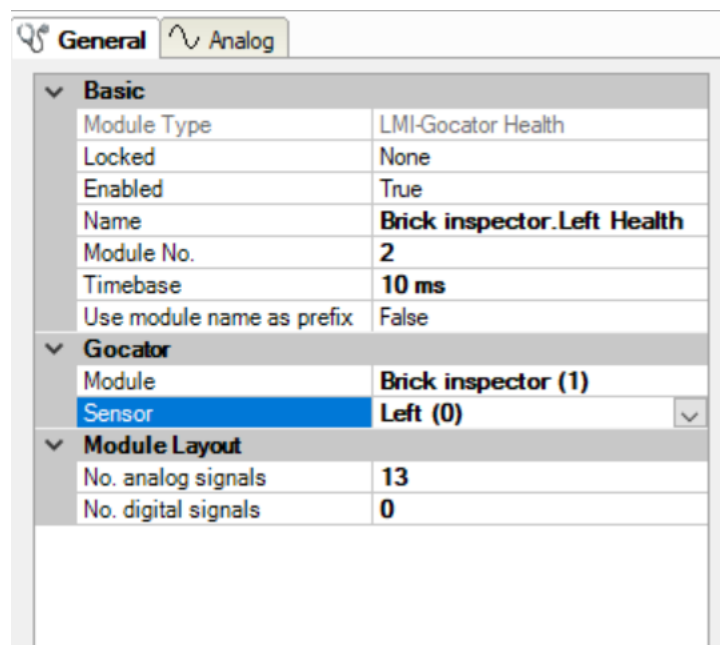 General Analog
Basic
Module Type LMI-Gocator Health
Locked None
Enabled True
Name Brick inspector.Left Health
Module No. 2
Timebase 10 ms
Use module name as prefix False
Gocator
Module Brick inspector (1)
Sensor Left (0)
Module Layout
No. analog signals 13
No. digital signals 0